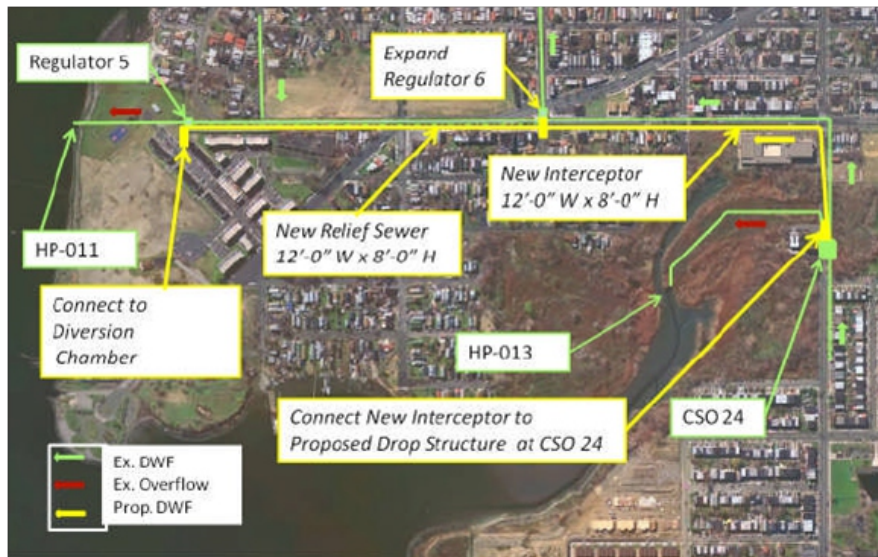 Regulator 5
Expand
Regulator 6
New Interceptor
12'-0" W x 8'-0" H
New Relief Sewer
12'-0" W x 8'-0" H
HP-011
Connect to
Diversion
Chamber
HP-013
Connect New Interceptor to
Proposed Drop Structure at CSO 24
CSO 24
Ex. DWF
Ex. Overflow
Prop. DWF